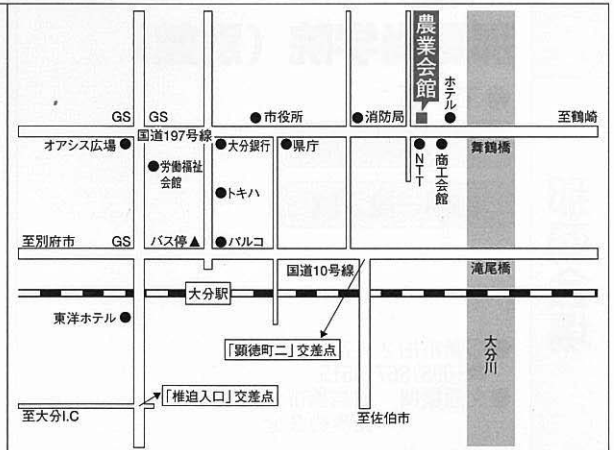 農業会館
ホテル
GS
GS
●市役所
●消防局
至鶴崎
国道197号線
オアシス広場●
●大分銀行
●県庁
NTT
商工会館
舞鶴橋
●労働福祉
会館
●トキハ
至別府市
GS
バス停▲
●パルコ
国道10号線
滝尾橋
大分駅
東洋ホテル●
「顕徳町二」交差点
大分川
「椎迫入口」交差点
至大分I.C
至佐伯市